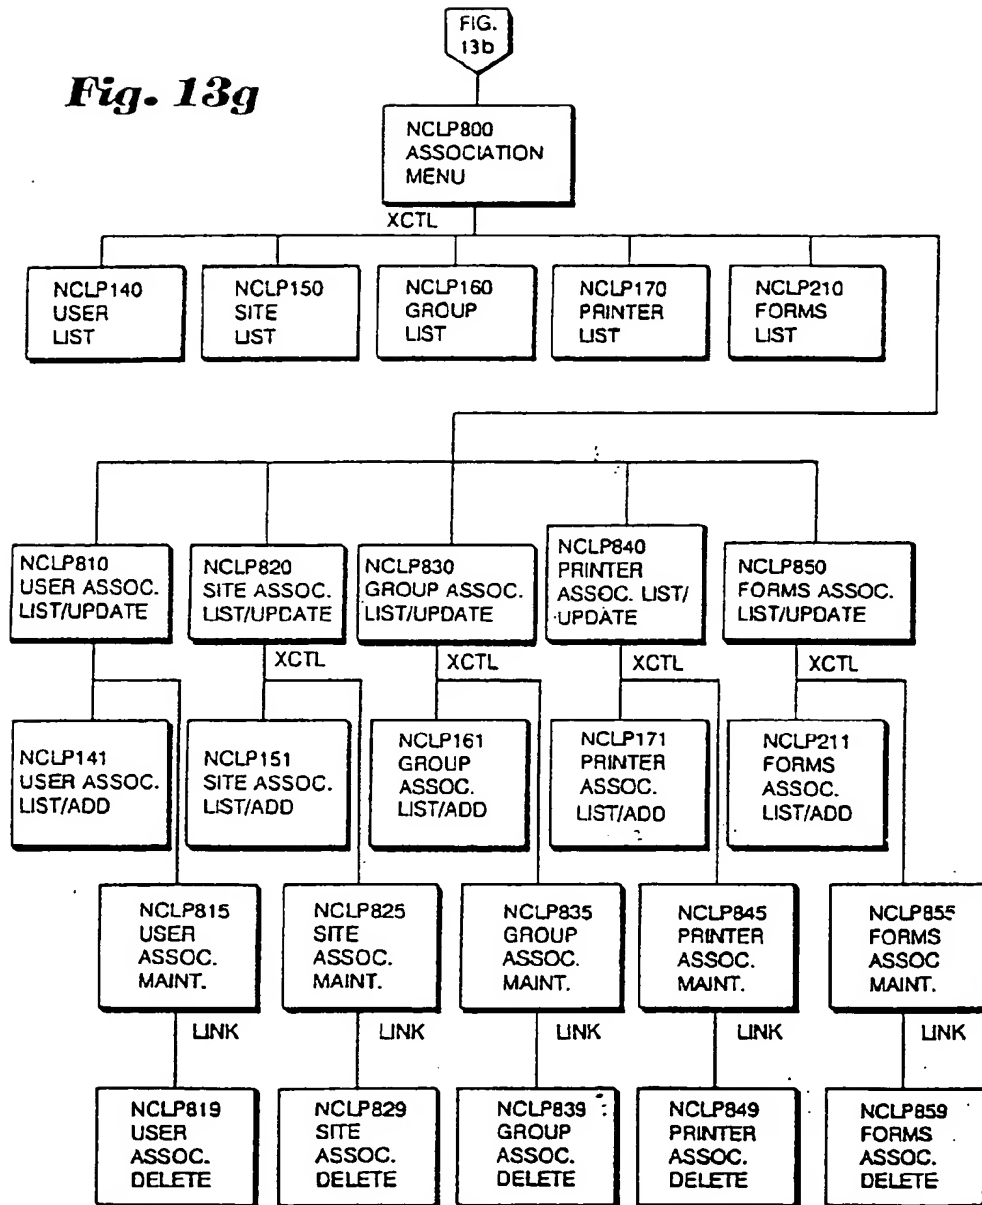 FIG.
13b
Fig. 13g
NCLP800
ASSOCIATION
MENU
XCTL
NCLP140
USER
LIST
NCLP150
SITE
LIST
NCLP160
GROUP
LIST
NCLP170
PRINTER
LIST
NCLP210
FORMS
LIST
NCLP810
USER ASSOC.
LIST/UPDATE
NCLP820
SITE ASSOC.
LIST/UPDATE
NCLP830
GROUP ASSOC.
LIST/UPDATE
NCLP840
PRINTER
ASSOC. LIST/
UPDATE
NCLP850
FORMS ASSOC.
LIST/UPDATE
XCTL
XCTL
XCTL
XCTL
NCLP141
USER ASSOC.
LIST/ADD
NCLP151
SITE ASSOC.
LIST/ADD
NCLP161
GROUP
ASSOC.
LIST/ADD
NCLP171
PRINTER
ASSOC.
LIST/ADD
NCLP211
FORMS
ASSOC.
LIST/ADD
NCLP815
USER
ASSOC.
MAINT.
NCLP825
SITE
ASSOC.
MAINT.
NCLP835
GROUP
ASSOC.
MAINT.
NCLP845
PRINTER
ASSOC.
MAINT.
NCLP855
FORMS
ASSOC
MAINT.
LINK
LINK
LINK
LINK
LINK
NCLP819
USER
ASSOC.
DELETE
NCLP829
SITE
ASSOC.
DELETE
NCLP839
GROUP
ASSOC.
DELETE
NCLP849
PRINTER
ASSOC.
DELETE
NCLP859
FORMS
ASSOC.
DELETE